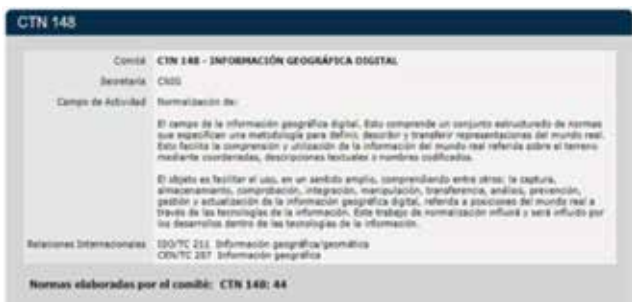 CTN 148
Comité CTN 148 - INFORMACIÓN GEOGRÁFICA DIGITAL
Secretaría CNIG
Campo de Actividad Normalización de:
El campo de la información geográfica digital. Esto comprende un conjunto estructurado de normas
que especifican una metodología para definir, describir y transferir representaciones del mundo real.
Esto facilita la comprensión y utilización de la información del mundo real referida sobre el terreno
mediante coordenadas, descripciones textuales o nombres codificados.
El objeto es facilitar el uso, en un sentido amplio, comprendiendo entre otros: la captura,
almacenamiento, comprobación, integración, manipulación, transferencia, análisis, prevención,
gestión y actualización de la información geográfica digital, referida a posiciones del mundo real a
través de las tecnologías de la información. Este trabajo de normalización influirá y será influido por
los desarrollos dentro de las tecnologías de la información.
Relaciones Internacionales ISO/TC 211 Información geográfica/geomática
CEN/TC 287 Información geográfica
Normas elaboradas por el comité: CTN 148: 44